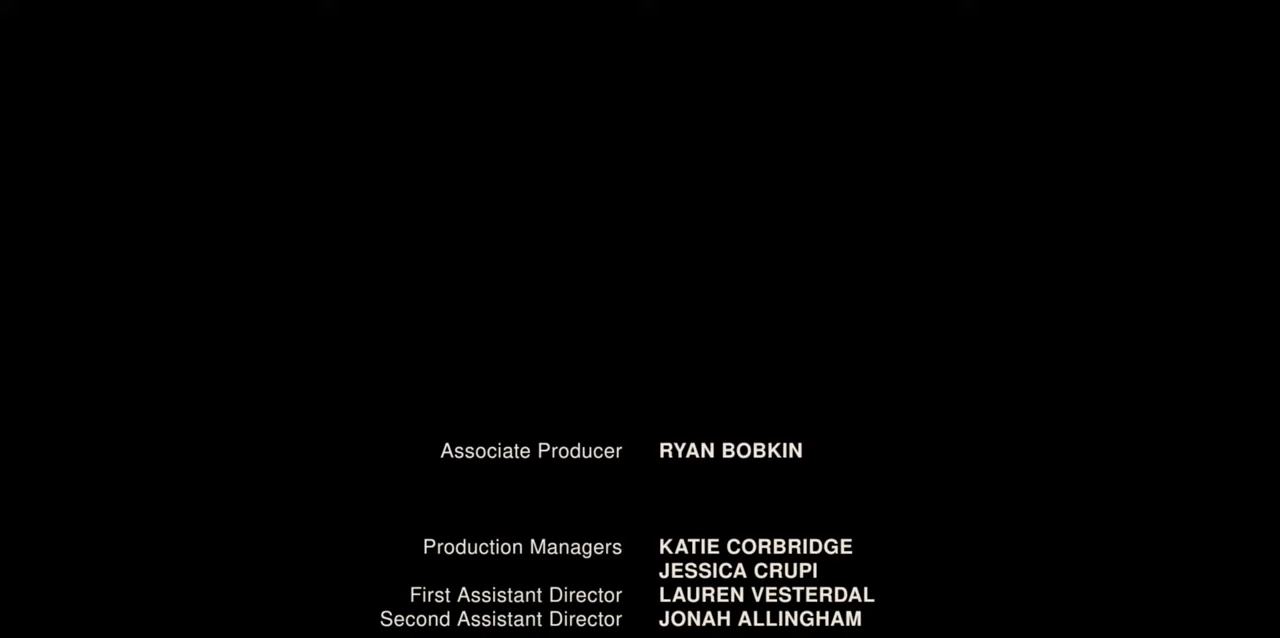 Associate Producer RYAN BOBKIN
Production Managers KATIE CORBRIDGE
JESSICA CRUPI
First Assistant Director LAUREN VESTERDAL
Second Assistant Director JONAH ALLINGHAM